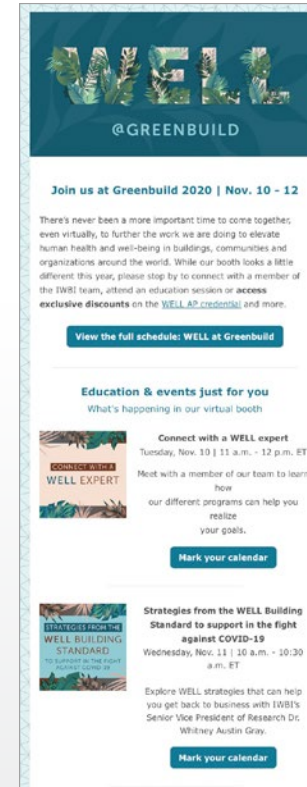 WELL
@GREENBUILD
Join us at Greenbuild 2020 | Nov. 10 - 12
There's never been a more important time to come together,
even virtually, to further the work we are doing to elevate
human health and well-being in buildings, communities and
organizations around the world. While our booth looks a little
different this year, please stop by to connect with a member of
the IWBI team, attend an education session or access
exclusive discounts on the WELL AP credential and more.
View the full schedule: WELL at Greenbuild
Education & events just for you
What's happening in our virtual booth
CONNECT WITH A
WELL EXPERT
Connect with a WELL expert
Tuesday, Nov. 10 | 11 a.m. - 12 p.m. ET
Meet with a member of our team to learn
how
our different programs can help you
realize
your goals.
Mark your calendar
STRATEGIES FROM THE
WELL BUILDING
STANDARD
TO SUPPORT IN THE FIGHT
AGAINST COVID-19
Strategies from the WELL Building
Standard to support in the fight
against COVID-19
Wednesday, Nov. 11 | 10 a.m. - 10:30
a.m. ET
Explore WELL strategies that can help
you get back to business with IWBI's
Senior Vice President of Research Dr.
Whitney Austin Gray.
Mark your calendar